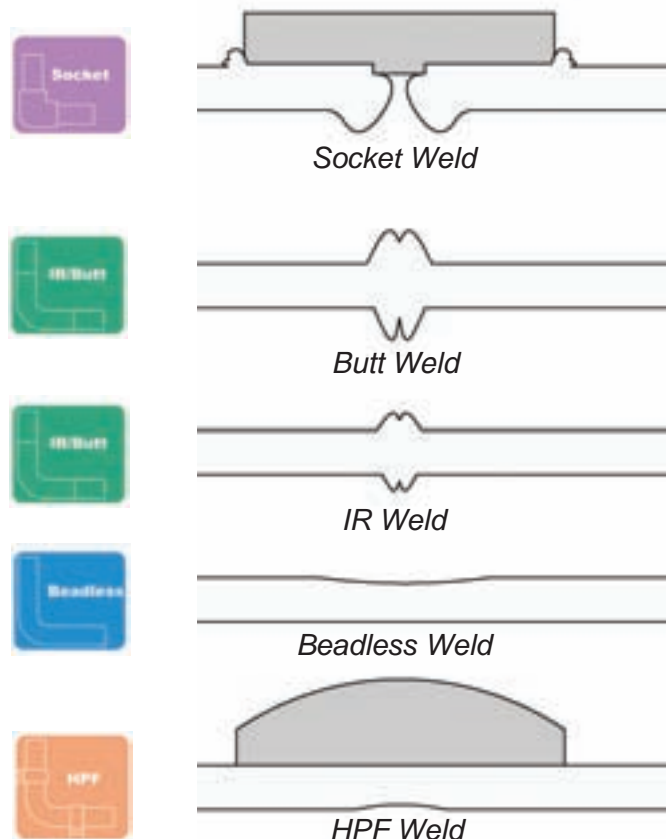 Socket
Socket Weld
IR/Butt
Butt Weld
IR/Butt
IR Weld
Beadless
Beadless Weld
HPF
HPF Weld